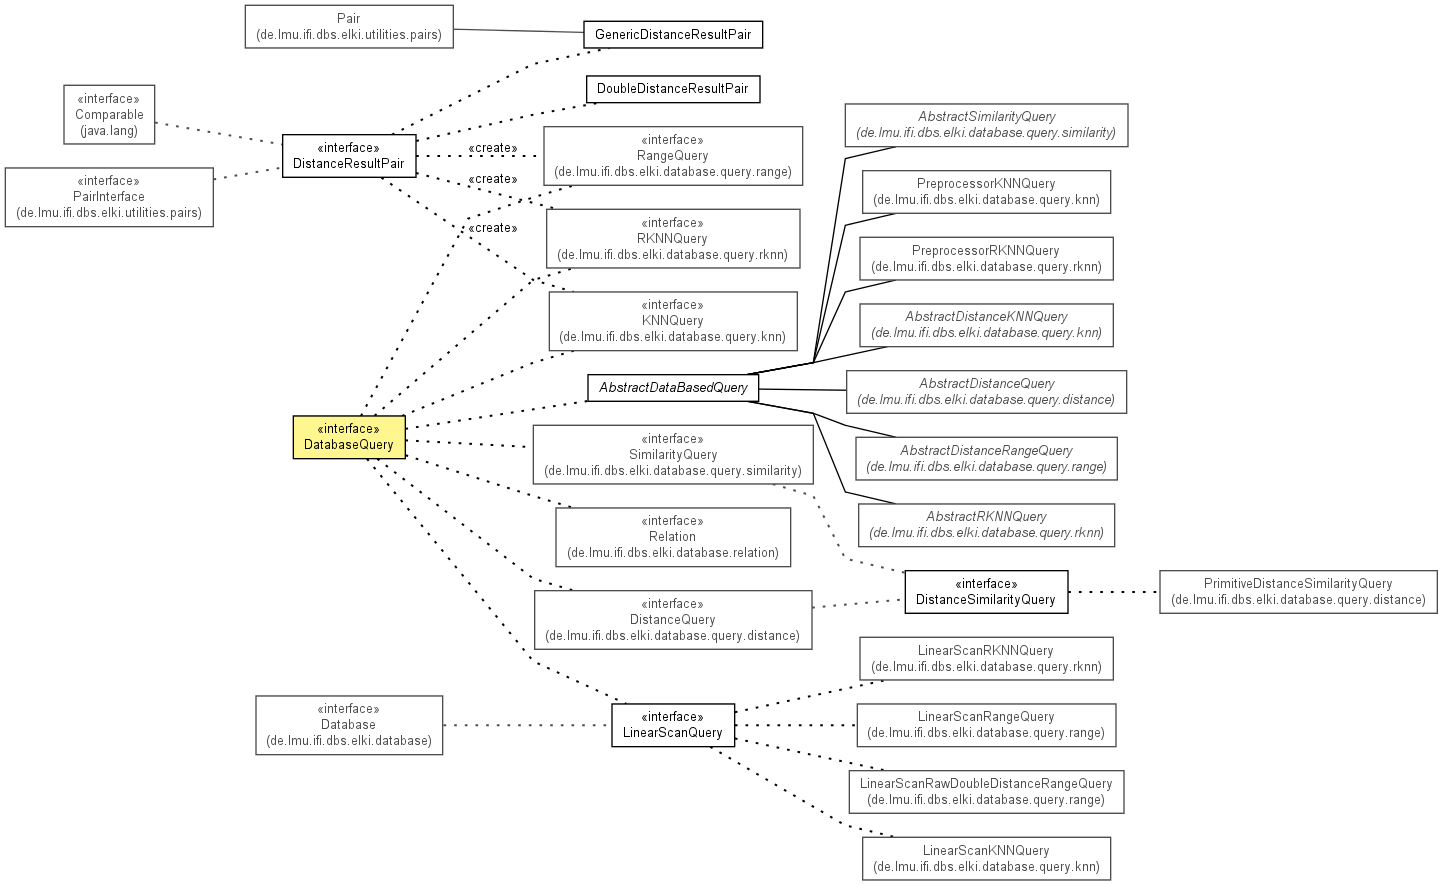 Pair
(de.lmu.ifi.dbs.elki.utilities.pairs)
GenericDistanceResultPair
DoubleDistanceResultPair
«interface»
Comparable
(java.lang)
«interface»
PairInterface
(de.lmu.ifi.dbs.elki.utilities.pairs)
«interface»
DistanceResultPair
«create»
«create»
«create»
«interface»
RangeQuery
(de.lmu.ifi.dbs.elki.database.query.range)
«interface»
RKNNQuery
(de.lmu.ifi.dbs.elki.database.query.rknn)
«interface»
KNNQuery
(de.lmu.ifi.dbs.elki.database.query.knn)
AbstractDataBasedQuery
«interface»
DatabaseQuery
«interface»
SimilarityQuery
(de.lmu.ifi.dbs.elki.database.query.similarity)
«interface»
Relation
(de.lmu.ifi.dbs.elki.database.relation)
«interface»
DistanceQuery
(de.lmu.ifi.dbs.elki.database.query.distance)
«interface»
Database
(de.lmu.ifi.dbs.elki.database)
«interface»
LinearScanQuery
AbstractSimilarityQuery
(de.lmu.ifi.dbs.elki.database.query.similarity)
PreprocessorKNNQuery
(de.lmu.ifi.dbs.elki.database.query.knn)
PreprocessorRKNNQuery
(de.lmu.ifi.dbs.elki.database.query.rknn)
AbstractDistanceKNNQuery
(de.lmu.ifi.dbs.elki.database.query.knn)
AbstractDistanceQuery
(de.lmu.ifi.dbs.elki.database.query.distance)
AbstractDistanceRangeQuery
(de.lmu.ifi.dbs.elki.database.query.range)
AbstractRKNNQuery
(de.lmu.ifi.dbs.elki.database.query.rknn)
«interface»
DistanceSimilarityQuery
PrimitiveDistanceSimilarityQuery
(de.lmu.ifi.dbs.elki.database.query.distance)
LinearScanRKNNQuery
(de.lmu.ifi.dbs.elki.database.query.rknn)
LinearScanRangeQuery
(de.lmu.ifi.dbs.elki.database.query.range)
LinearScanRawDoubleDistanceRangeQuery
(de.lmu.ifi.dbs.elki.database.query.range)
LinearScanKNNQuery
(de.lmu.ifi.dbs.elki.database.query.knn)